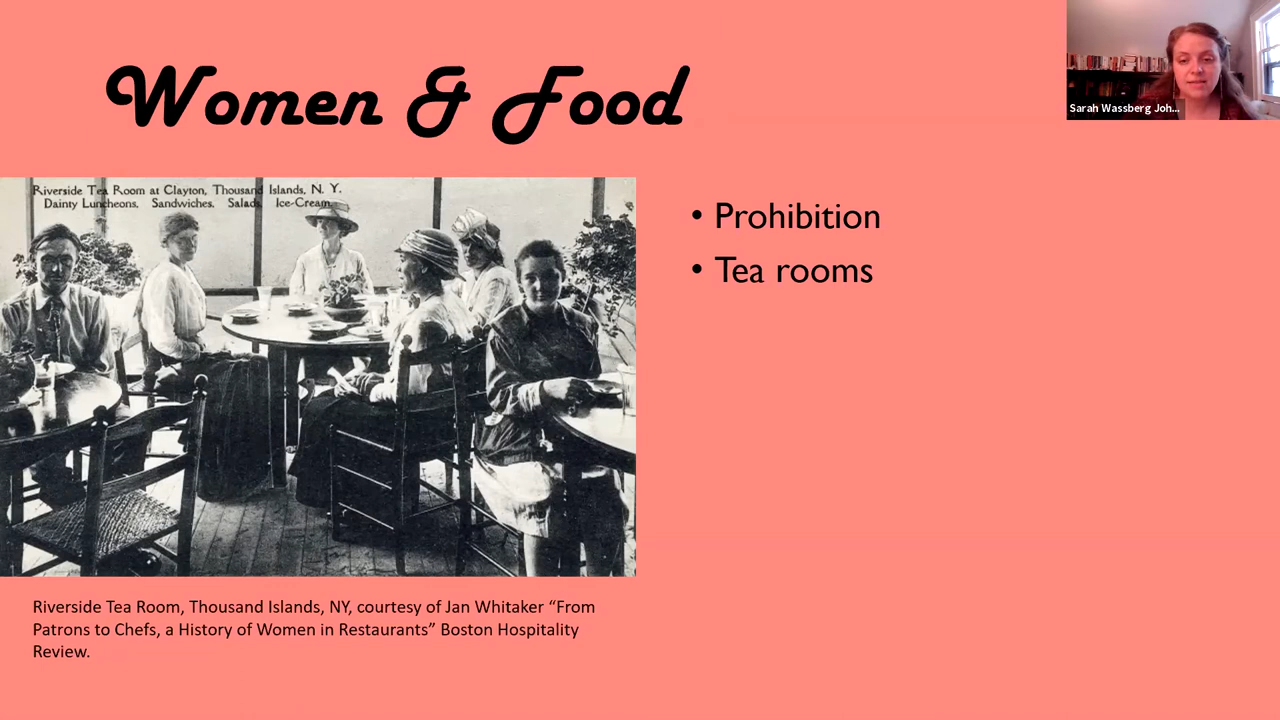 Women & Food
Sarah Wassberg Joh...
Riverside Tea Room at Clayton, Thousand Islands, N. Y.
Dainty Luncheons. Sandwiches. Salads. Ice-Cream.
• Prohibition
• Tea rooms
Riverside Tea Room, Thousand Islands, NY, courtesy of Jan Whitaker “From
Patrons to Chefs, a History of Women in Restaurants” Boston Hospitality
Review.